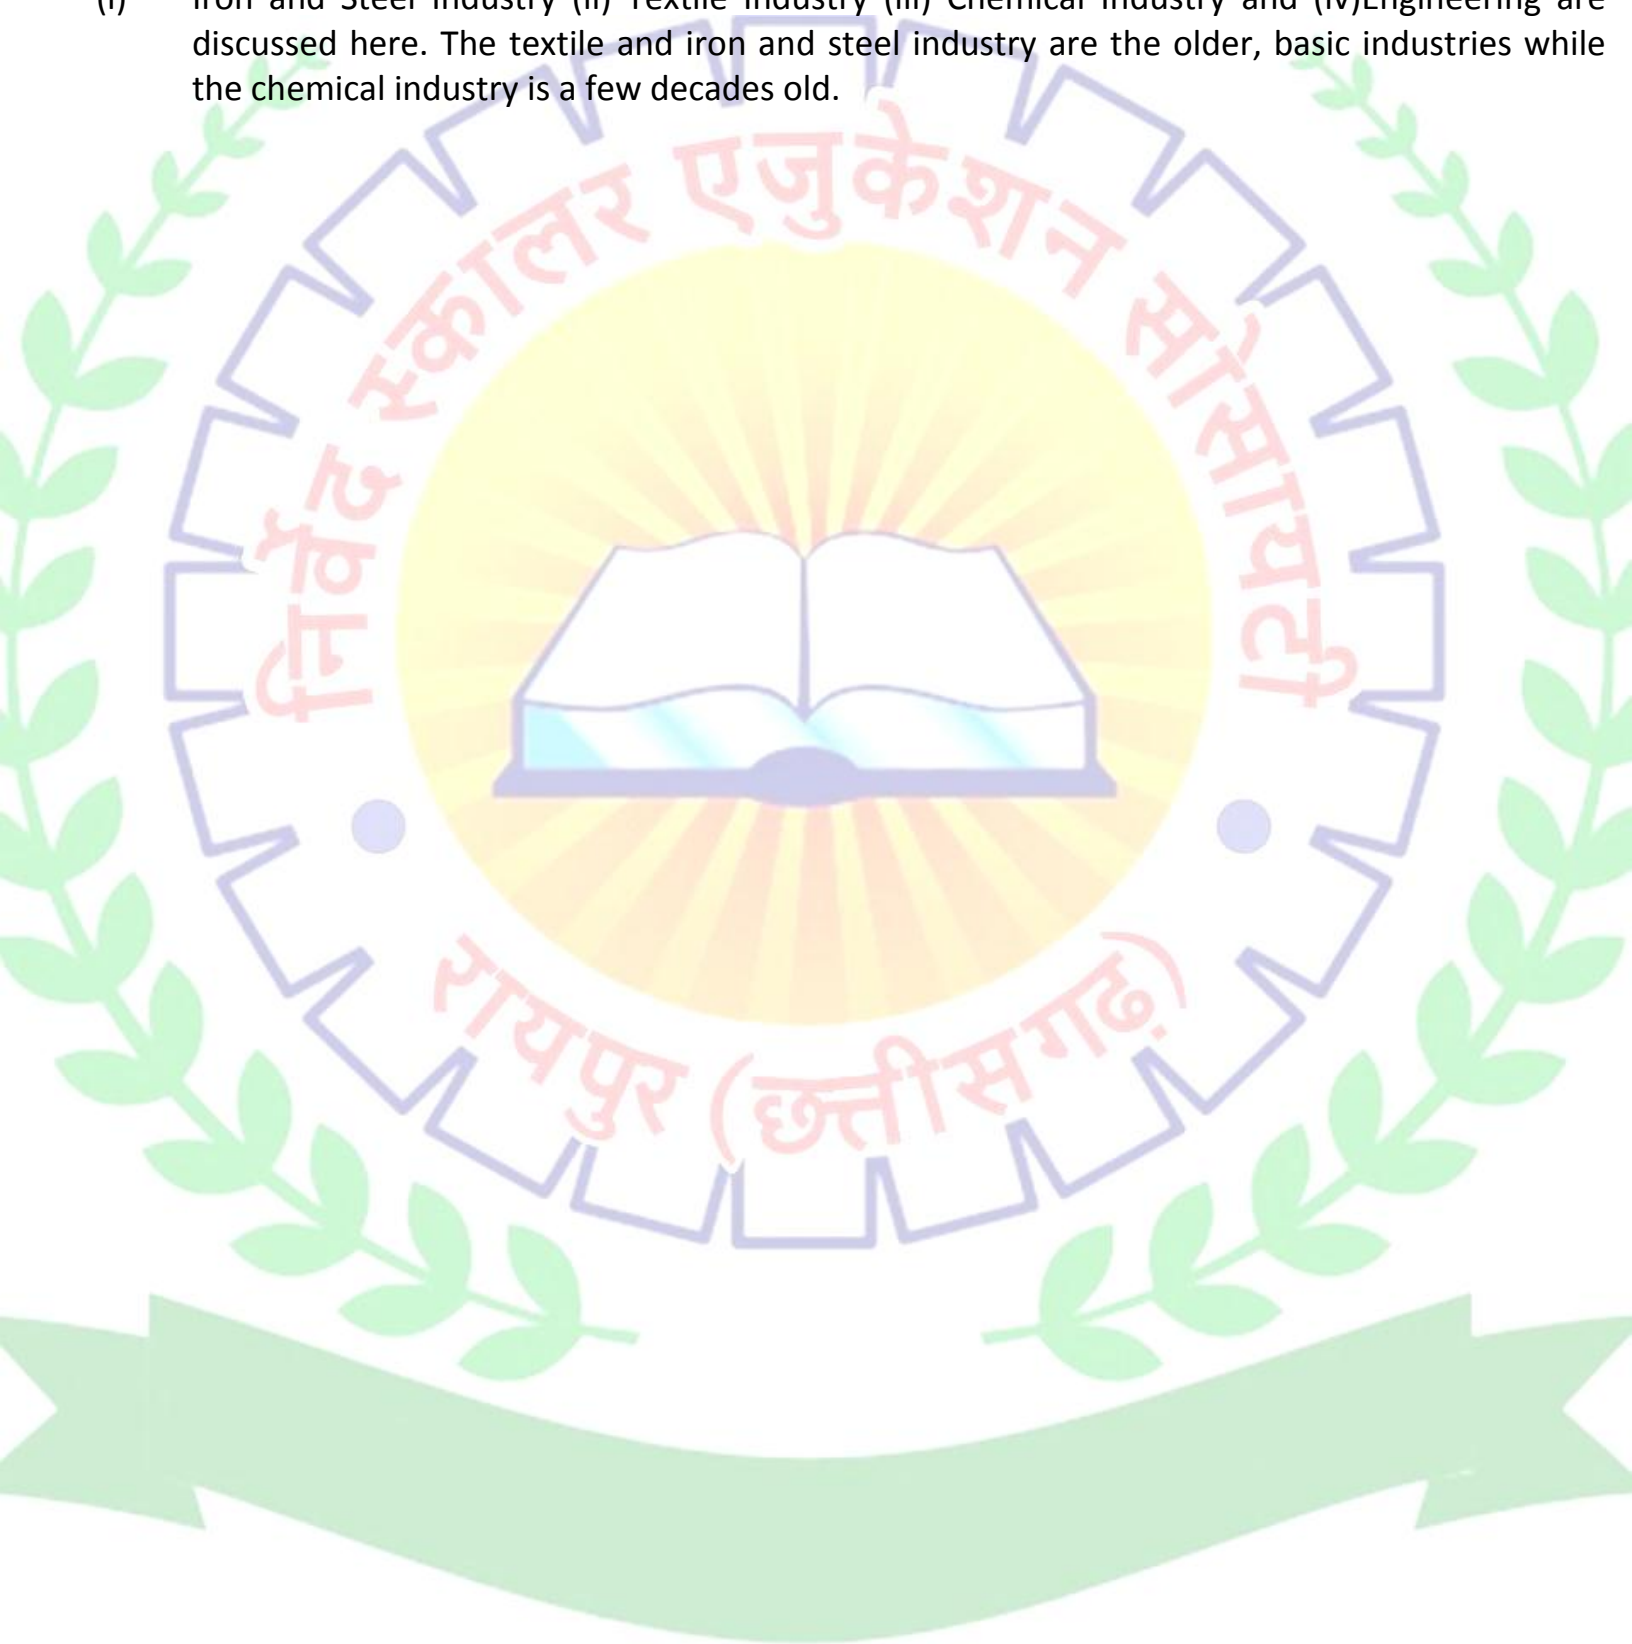 (i) Iron and Steel Industry (ii) Textile Industry (iii) Chemical Industry and (iv)Engineering are
discussed here. The textile and iron and steel industry are the older, basic industries while
the chemical industry is a few decades old.
निर्वेद स्कालर एजुकेशन सोसायटी
रायपुर (छत्तीसगढ़)